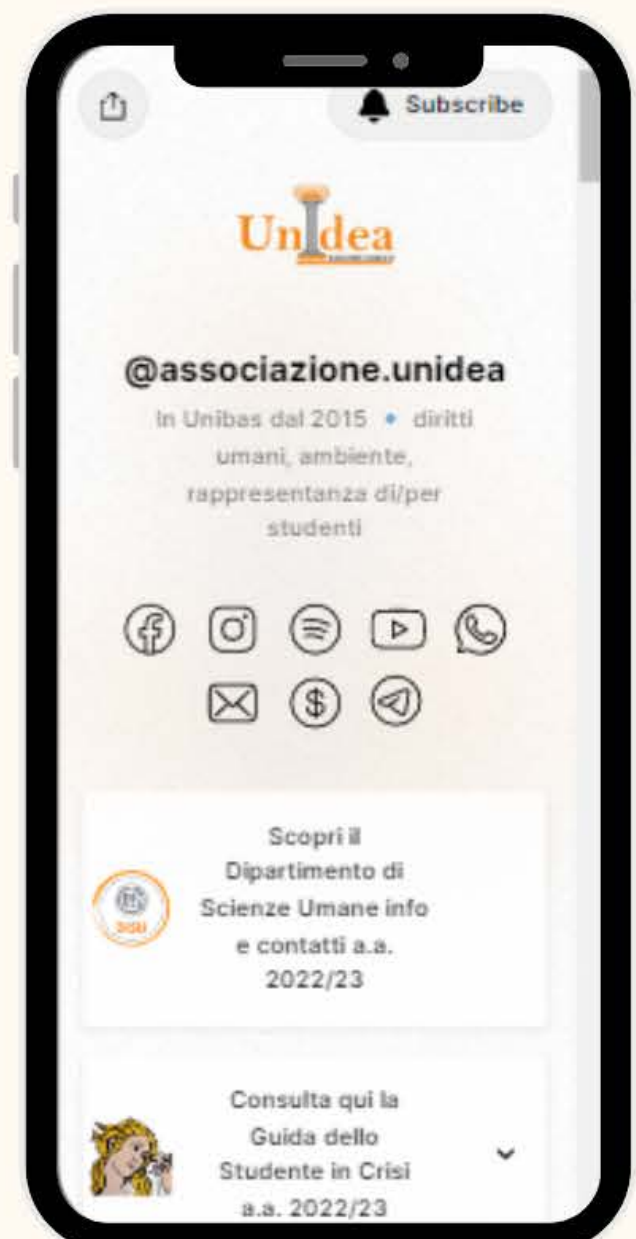 Subscribe
UnIdea
@associazione.unidea
In Unibas dal 2015 🔹 diritti
umani, ambiente,
rappresentanza di/per
studenti
Scopri il
Dipartimento di
Scienze Umane info
e contatti a.a.
2022/23
Consulta qui la
Guida dello
Studente in Crisi
a.a. 2022/23